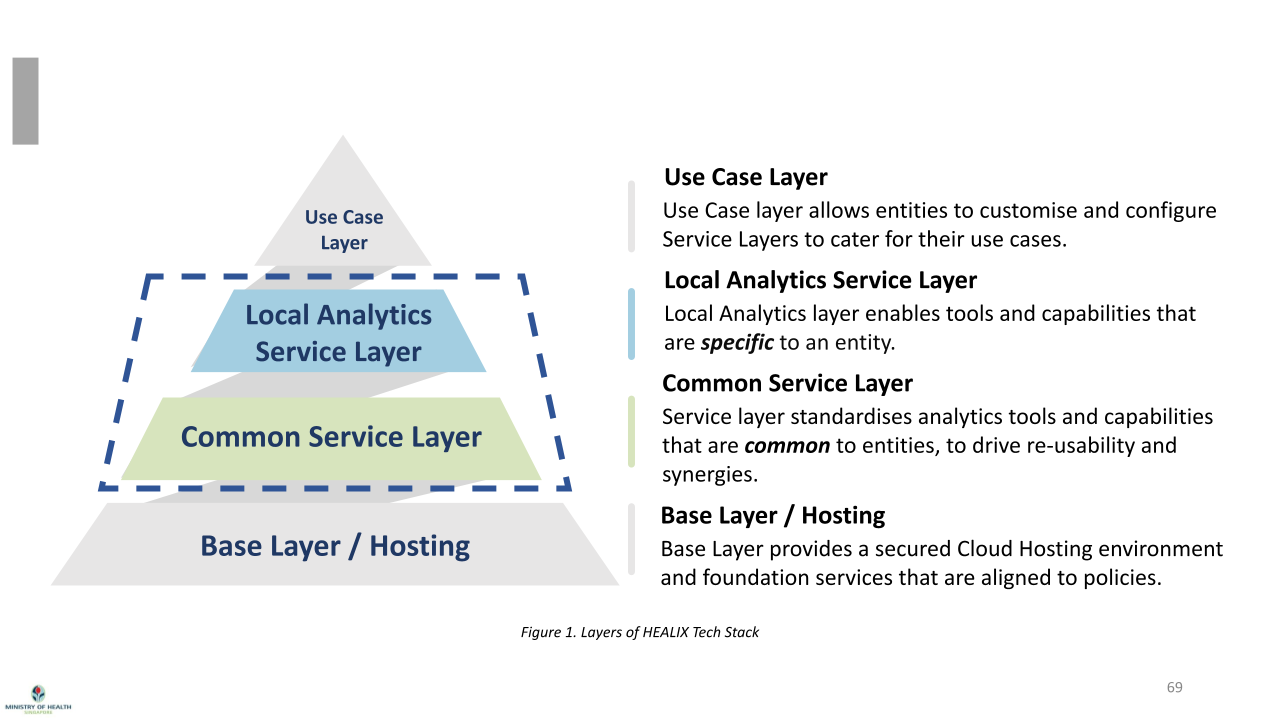 Use Case
Layer
Local Analytics
Service Layer
Common Service Layer
Base Layer / Hosting
Use Case Layer
Use Case layer allows entities to customise and configure
Service Layers to cater for their use cases.
Local Analytics Service Layer
Local Analytics layer enables tools and capabilities that
are specific to an entity.
Common Service Layer
Service layer standardises analytics tools and capabilities
that are common to entities, to drive re-usability and
synergies.
Base Layer / Hosting
Base Layer provides a secured Cloud Hosting environment
and foundation services that are aligned to policies.
Figure 1. Layers of HEALIX Tech Stack
MINISTRY OF HEALTH
SINGAPORE
69